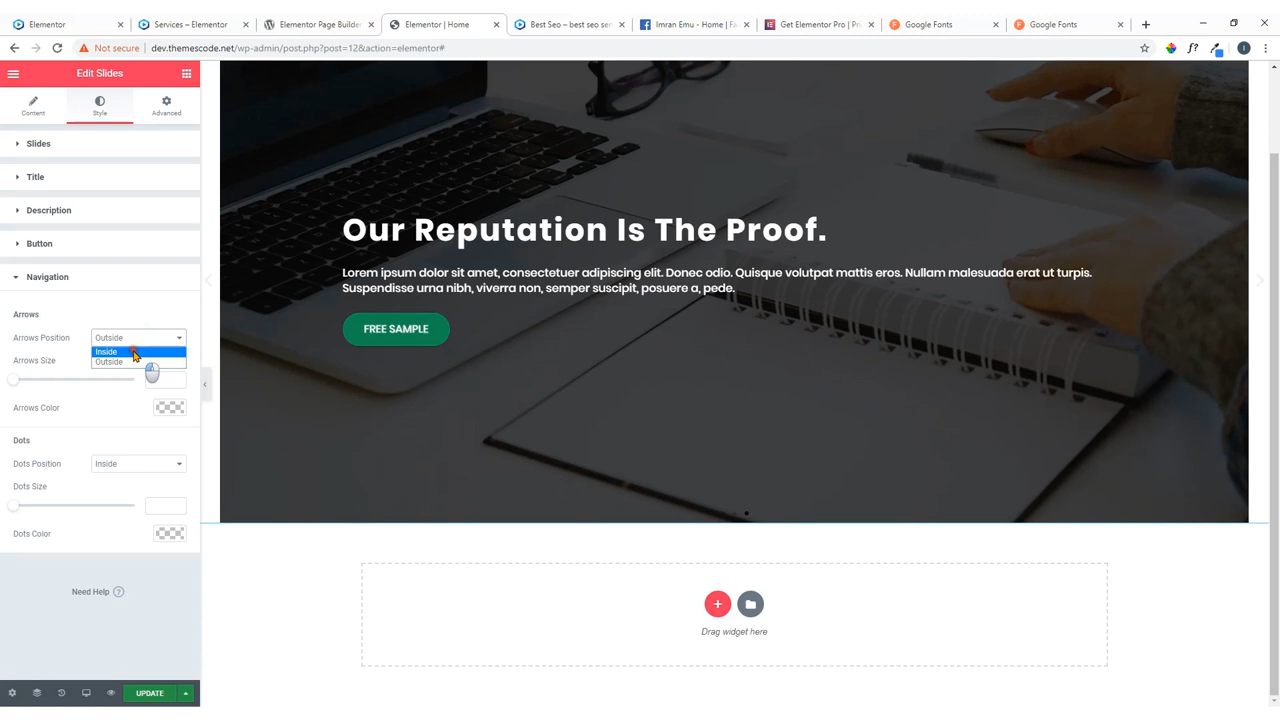 Elementor
Services – Elementor
Elementor Page Builder
Elementor | Home
Best Seo – best seo ser
Imran Emu - Home | Fa
Get Elementor Pro | Pri
Google Fonts
Google Fonts
Not secure
dev.themescode.net/wp-admin/post.php?post=12&action=elementor#
f?
I
Edit Slides
Content
Style
Advanced
Slides
Title
Description
Button
Navigation
Arrows
Arrows Position
Outside
Inside
Outside
Arrows Size
Arrows Color
Dots
Dots Position
Inside
Dots Size
Dots Color
Need Help
UPDATE
Our Reputation Is The Proof.
Lorem ipsum dolor sit amet, consectetuer adipiscing elit. Donec odio. Quisque volutpat mattis eros. Nullam malesuada erat ut turpis.
Suspendisse urna nibh, viverra non, semper suscipit, posuere a, pede.
FREE SAMPLE
Drag widget here